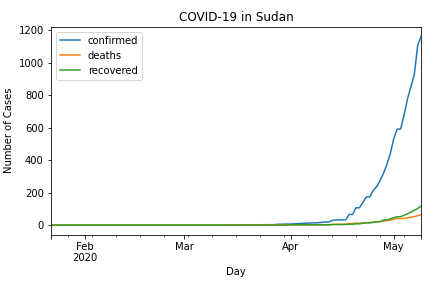 COVID-19 in Sudan
confirmed
deaths
recovered
Number of Cases
1200
1000
800
600
400
200
0
Feb
2020
Mar
Apr
May
Day